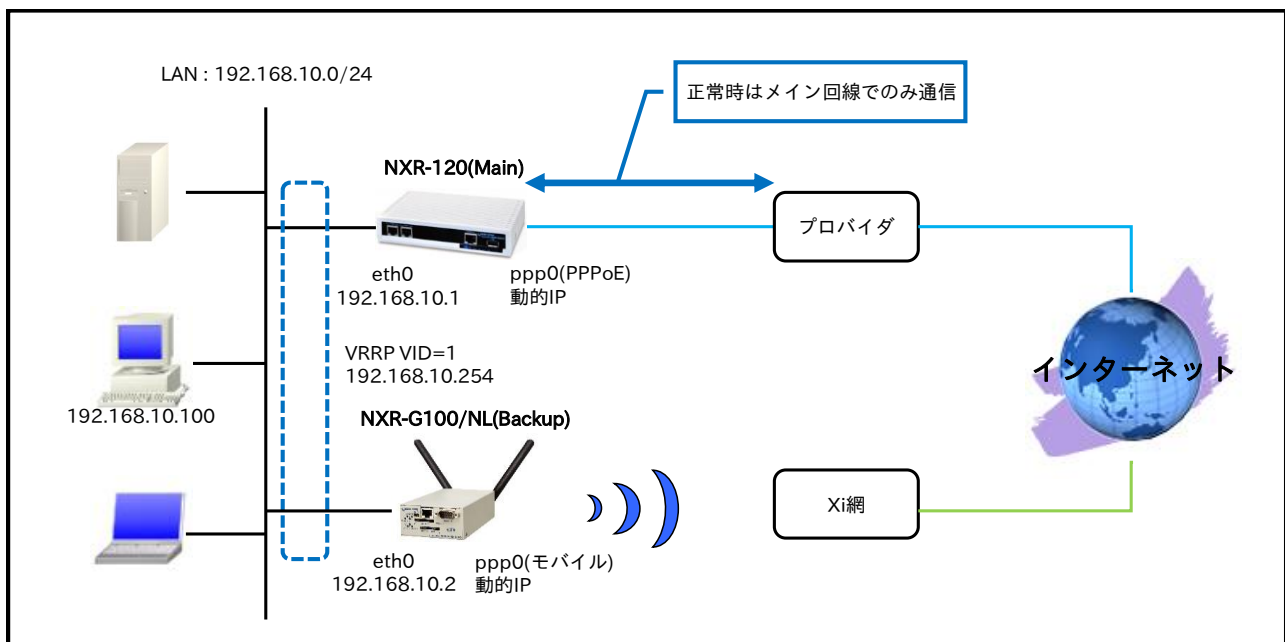 LAN : 192.168.10.0/24
正常時はメイン回線でのみ通信
NXR-120(Main)
プロバイダ
eth0
192.168.10.1
ppp0(PPPoE)
動的IP
VRRP VID=1
192.168.10.254
インターネット
192.168.10.100
NXR-G100/NL(Backup)
Xi網
eth0
192.168.10.2
ppp0(モバイル)
動的IP